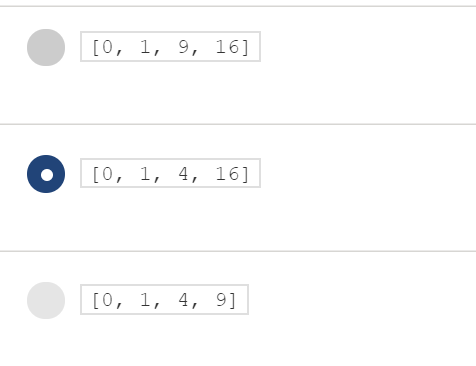 [0, 1, 9, 16]
[0, 1, 4, 16]
[0, 1, 4, 9]